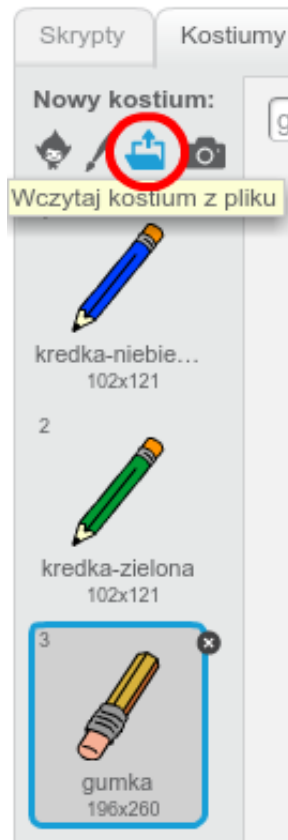 Skrypty Kostiumy
Nowy kostium:
g
Wczytaj kostium z pliku
kredka-niebie...
102x121
2
kredka-zielona
102x121
3
gumka
196x260